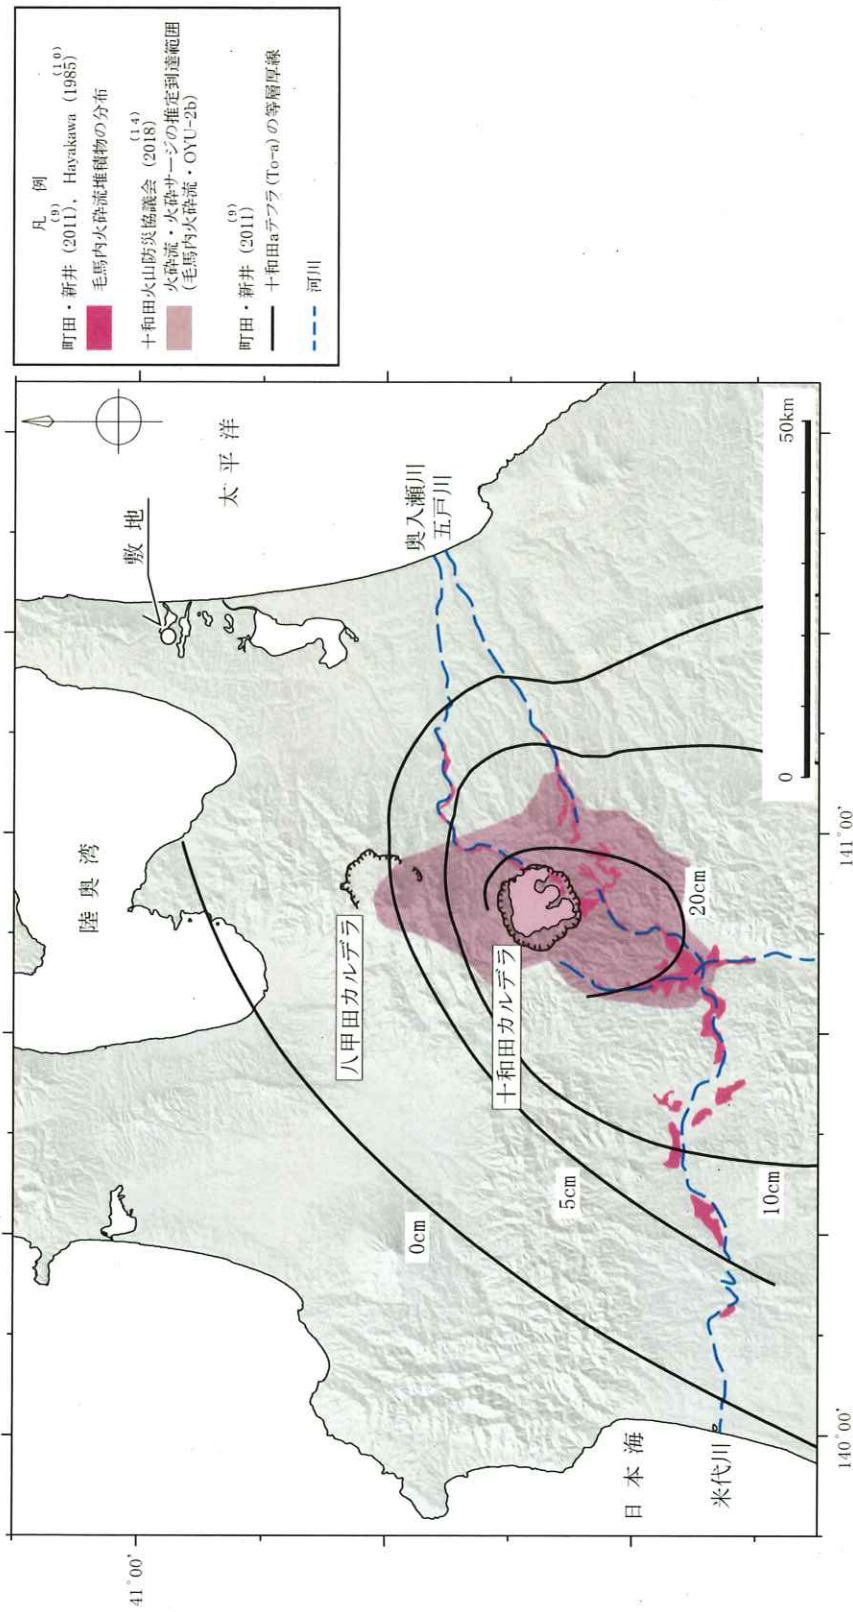 凡　例
町田・新井 (2011)(9), Hayakawa (1985)(10)
毛馬内火砕流堆積物の分布
十和田火山防災協議会 (2018)(14)
火砕流・火砕サージの推定到達範囲
(毛馬内火砕流・OYU-2b)
町田・新井 (2011)(9)
十和田aテフラ(To-a)の等層厚線
河川
41°00'
陸奥湾
敷地
太平洋
八甲田カルデラ
奥入瀬川
五戸川
0cm
十和田カルデラ
5cm
20cm
日本海
米代川
10cm
0
50km
140°00'
141°00'